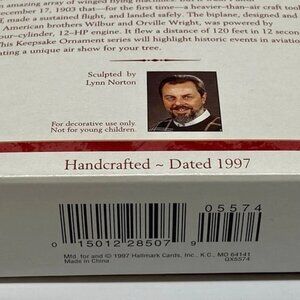 amazing array of winged flying machines.
December 17, 1903 that—for the first time—a heavier-than-air craft took
made a sustained flight, and landed safely. The biplane, designed and
American brothers Wilbur and Orville Wright, was powered by
four-cylinder, 12-HP engine. It flew a distance of 120 feet in 12 seconds
This Keepsake Ornament series will highlight historic events in aviation
creating a unique air show for your tree.
Sculpted by
Lynn Norton
For decorative use only.
Not for young children.
Handcrafted ~ Dated 1997
05574
0 15012 28507 9
Mfd. for and © 1997 Hallmark Cards, Inc., K.C., MO 64141
Made in China
QX5574